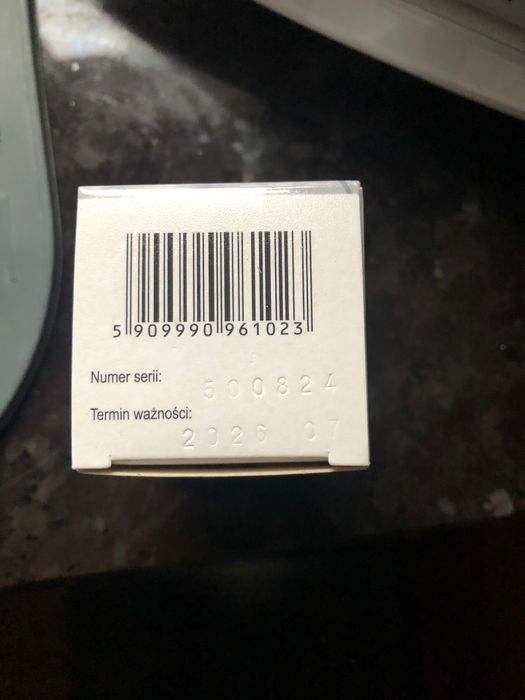 5 909990 961023
Numer serii: 500824
Termin ważności: 2026 07